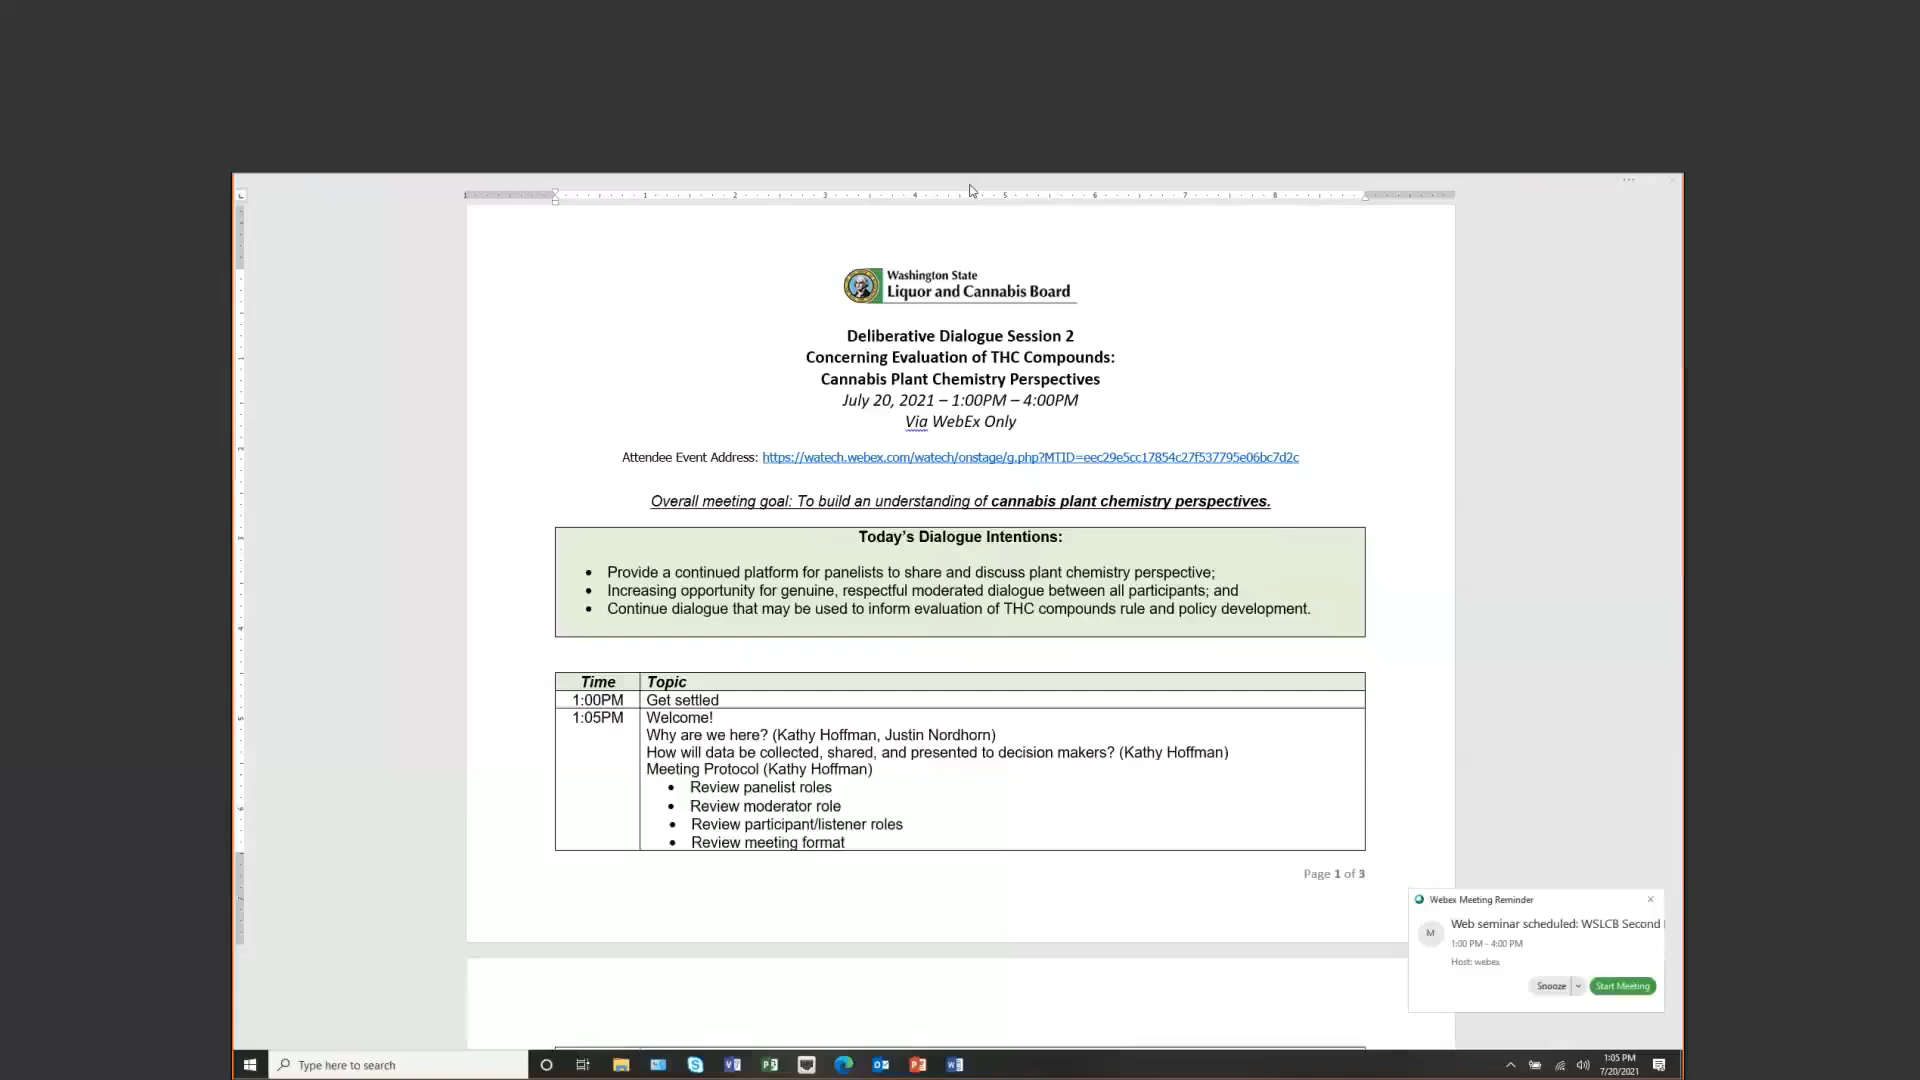 Washington State
Liquor and Cannabis Board
Deliberative Dialogue Session 2
Concerning Evaluation of THC Compounds:
Cannabis Plant Chemistry Perspectives
July 20, 2021 – 1:00PM – 4:00PM
Via WebEx Only
Attendee Event Address: https://watech.webex.com/watech/onstage/g.php?MTID=eec29e5cc17854c27f537795e06bc7d2c
Overall meeting goal: To build an understanding of cannabis plant chemistry perspectives.
Today's Dialogue Intentions:
• Provide a continued platform for panelists to share and discuss plant chemistry perspective;
• Increasing opportunity for genuine, respectful moderated dialogue between all participants; and
• Continue dialogue that may be used to inform evaluation of THC compounds rule and policy development.
Time Topic
1:00PM Get settled
1:05PM Welcome!
Why are we here? (Kathy Hoffman, Justin Nordhorn)
How will data be collected, shared, and presented to decision makers? (Kathy Hoffman)
Meeting Protocol (Kathy Hoffman)
• Review panelist roles
• Review moderator role
• Review participant/listener roles
• Review meeting format
Page 1 of 3
Webex Meeting Reminder
M
Web seminar scheduled: WSLCB Second
1:00 PM - 4:00 PM
Host: webex
Snooze
Start Meeting
Type here to search
1:05 PM
7/20/2021